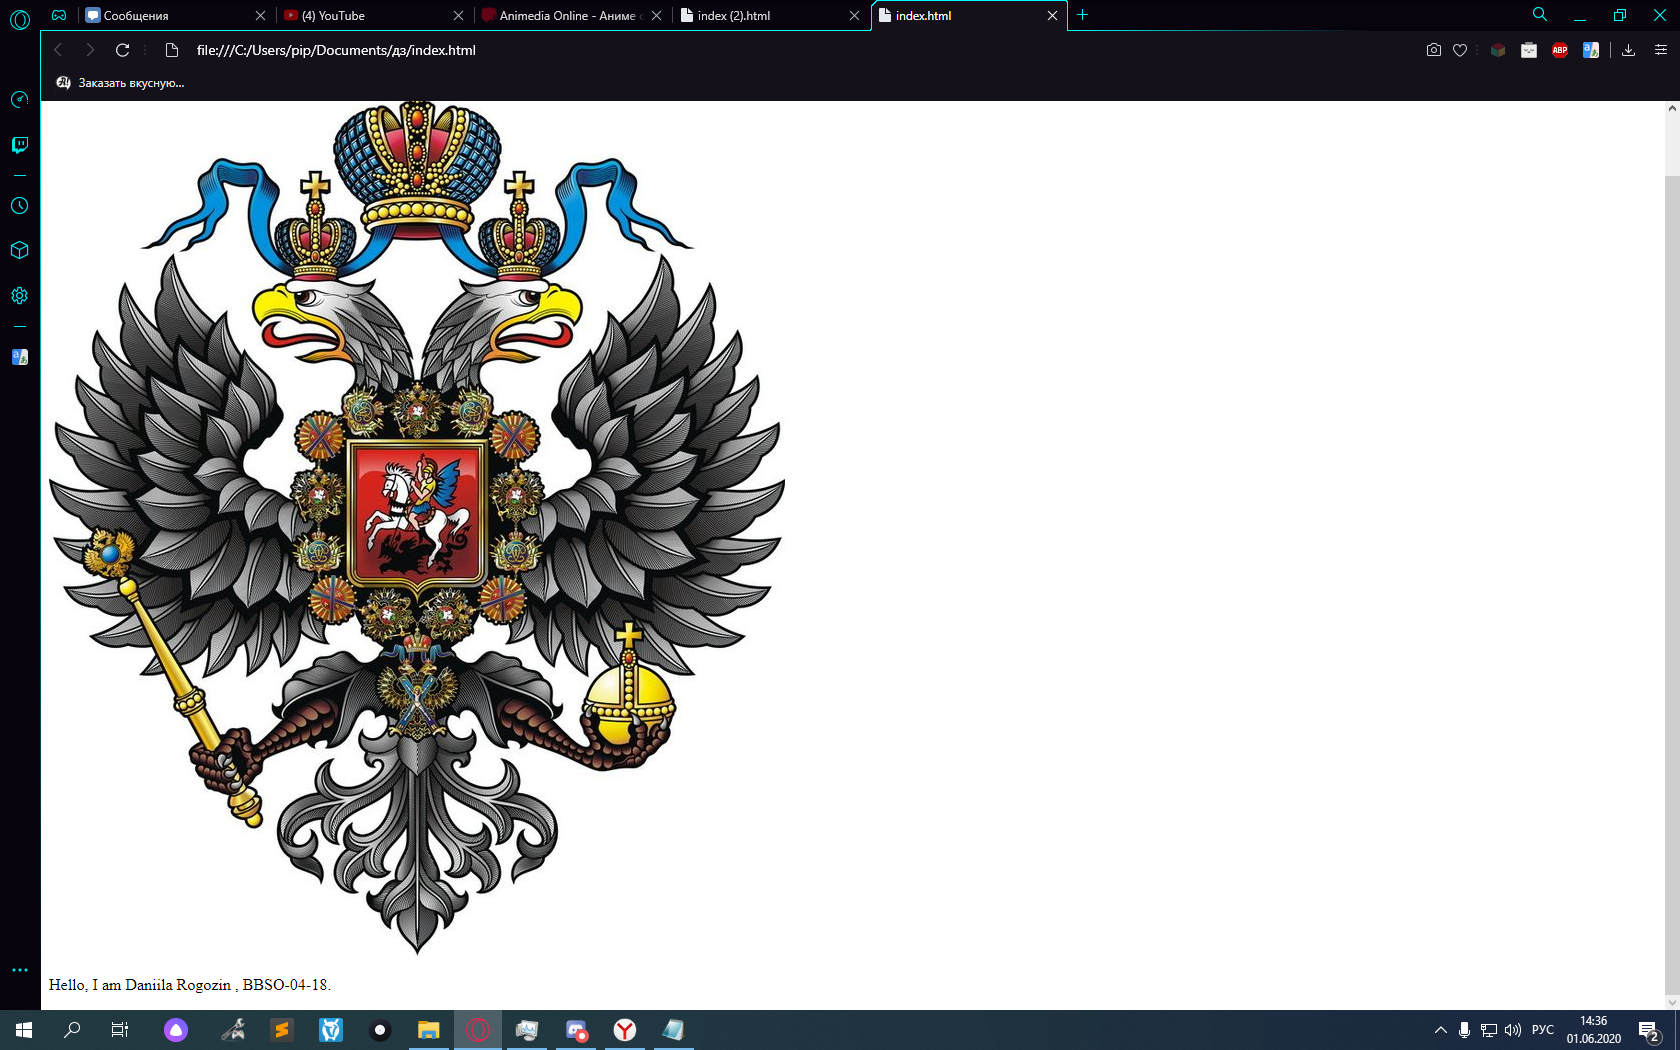 Сообщения
(4) YouTube
Animedia Online - Аниме
index (2).html
index.html
file:///C:/Users/pip/Documents/дз/index.html
ABP
Заказать вкусную...
Hello, I am Daniila Rogozin , BBSO-04-18.
РУС
14:36
01.06.2020
2